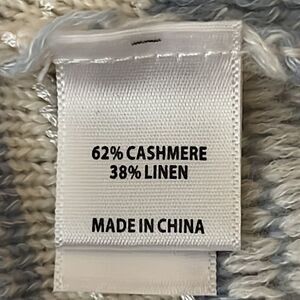 62% CASHMERE
38% LINEN
MADE IN CHINA